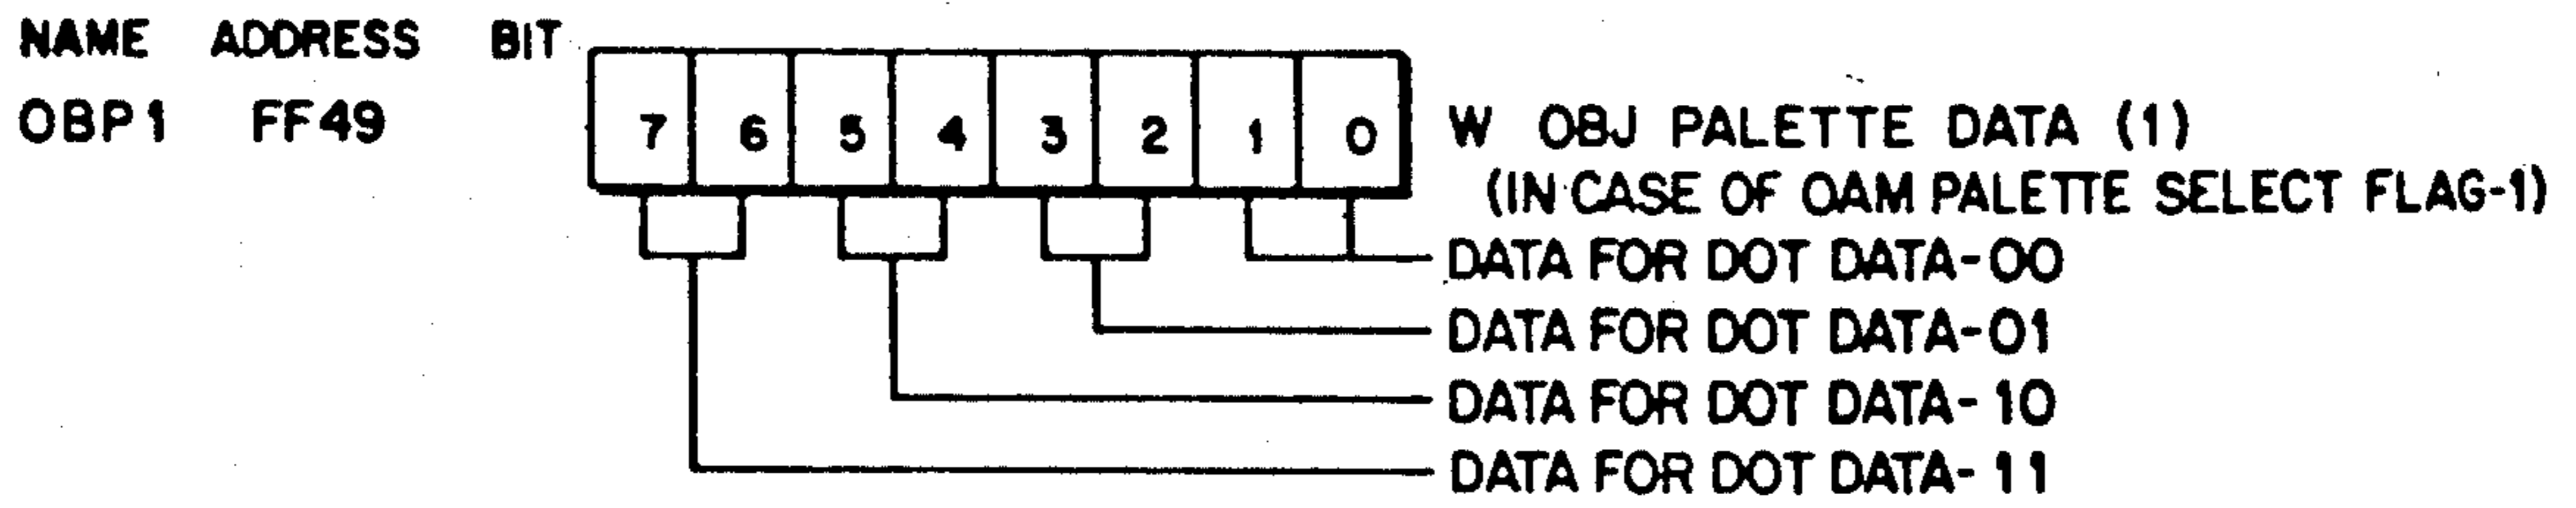 NAME ADDRESS BIT
OBP1 FF49 7 6 5 4 3 2 1 0 W OBJ PALETTE DATA (1)
(IN CASE OF OAM PALETTE SELECT FLAG-1)
DATA FOR DOT DATA-00
DATA FOR DOT DATA-01
DATA FOR DOT DATA-10
DATA FOR DOT DATA-11